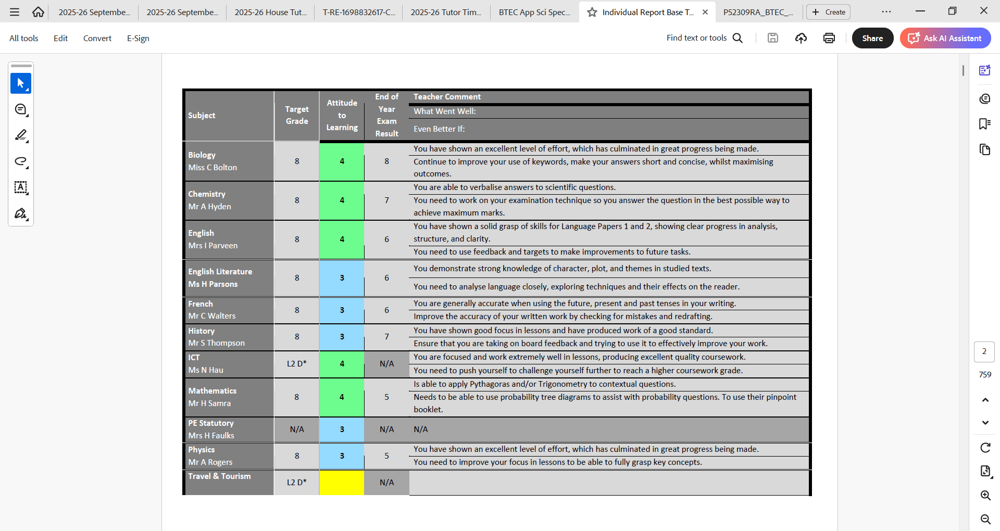 2025-26 Septembe...
2025-26 Septembe...
2025-26 House Tut...
T-RE-1698832617-C...
2025-26 Tutor Tim...
BTEC App Sci Spec...
Individual Report Base T...
P52309RA_BTEC_...
Create
All tools
Edit
Convert
E-Sign
Find text or tools
Share
Ask AI Assistant
Subject
Target
Grade
Attitude
to
Learning
End of
Year
Exam
Result
Teacher Comment
What Went Well:
Even Better If:
Biology
Miss C Bolton
8
4
8
You have shown an excellent level of effort, which has culminated in great progress being made.
Continue to improve your use of keywords, make your answers short and concise, whilst maximising
outcomes.
Chemistry
Mr A Hyden
8
4
7
You are able to verbalise answers to scientific questions.
You need to work on your examination technique so you answer the question in the best possible way to
achieve maximum marks.
English
Mrs I Parveen
8
4
6
You have shown a solid grasp of skills for Language Papers 1 and 2, showing clear progress in analysis,
structure, and clarity.
You need to use feedback and targets to make improvements to future tasks.
English Literature
Ms H Parsons
8
3
6
You demonstrate strong knowledge of character, plot, and themes in studied texts.
You need to analyse language closely, exploring techniques and their effects on the reader.
French
Mr C Walters
8
3
6
You are generally accurate when using the future, present and past tenses in your writing.
Improve the accuracy of your written work by checking for mistakes and redrafting.
History
Mr S Thompson
8
3
7
You have shown good focus in lessons and have produced work of a good standard.
Ensure that you are taking on board feedback and trying to use it to effectively improve your work.
ICT
Ms N Hau
L2 D*
4
N/A
You are focused and work extremely well in lessons, producing excellent quality coursework.
You need to push yourself to challenge yourself further to reach a higher coursework grade.
Mathematics
Mr H Samra
8
4
5
Is able to apply Pythagoras and/or Trigonometry to contextual questions.
Needs to be able to use probability tree diagrams to assist with probability questions. To use their pinpoint
booklet.
PE Statutory
Mrs H Faulks
N/A
3
N/A
N/A
Physics
Mr A Rogers
8
3
5
You have shown an excellent level of effort, which has culminated in great progress being made.
You need to improve your focus in lessons to be able to fully grasp key concepts.
Travel & Tourism
L2 D*
N/A
2
759